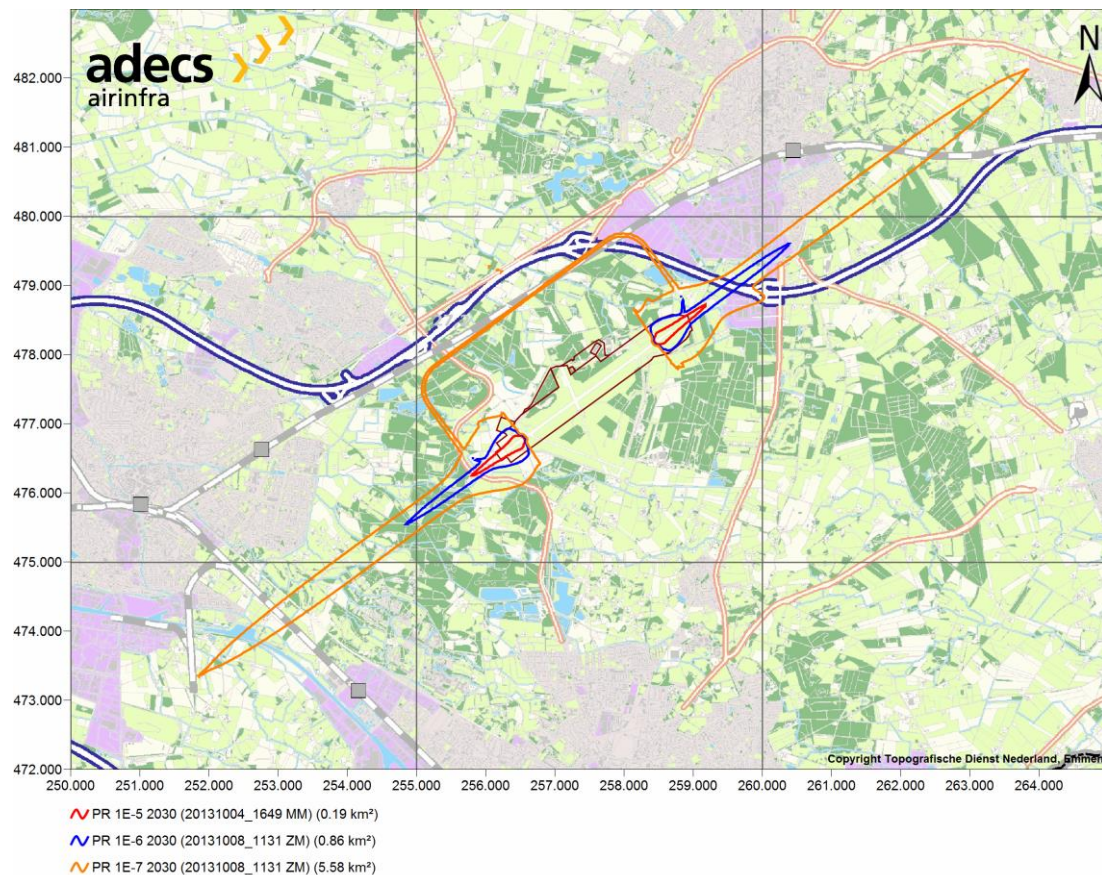 adecs
airinfra
N
482.000
481.000
480.000
479.000
478.000
477.000
476.000
475.000
474.000
473.000
472.000
Copyright Topografische Dienst Nederland, Emmen
250.000 251.000 252.000 253.000 254.000 255.000 256.000 257.000 258.000 259.000 260.000 261.000 262.000 263.000 264.000
PR 1E-5 2030 (20131004_1649 MM) (0.19 km²)
PR 1E-6 2030 (20131008_1131 ZM) (0.86 km²)
PR 1E-7 2030 (20131008_1131 ZM) (5.58 km²)